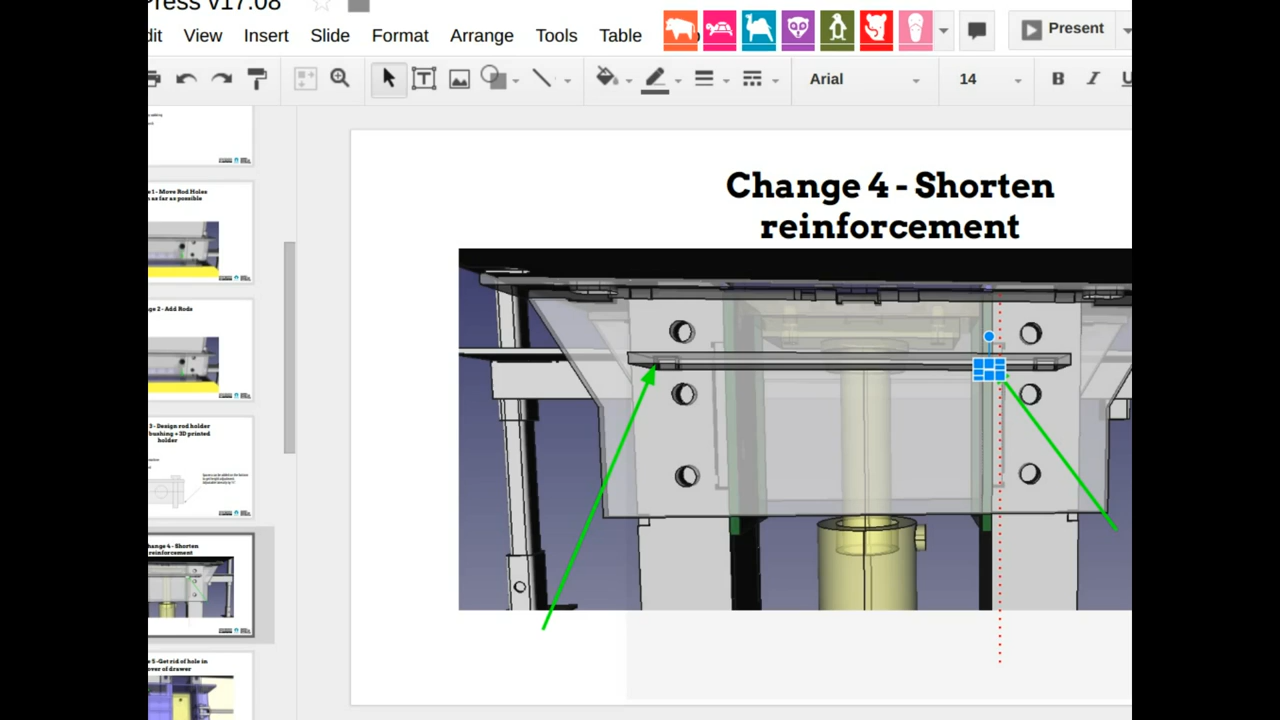 Press v17.08
dit View Insert Slide Format Arrange Tools Table
Present
Arial 14 B I U
e 1 - Move Rod Holes
n as far as possible
ge 2 - Add Rods
3 - Design rod holder
bushing + 3D printed
holder
hange 4 - Shorten
reinforcement
e 5 -Get rid of hole in
over of drawer
Change 4 - Shorten
reinforcement